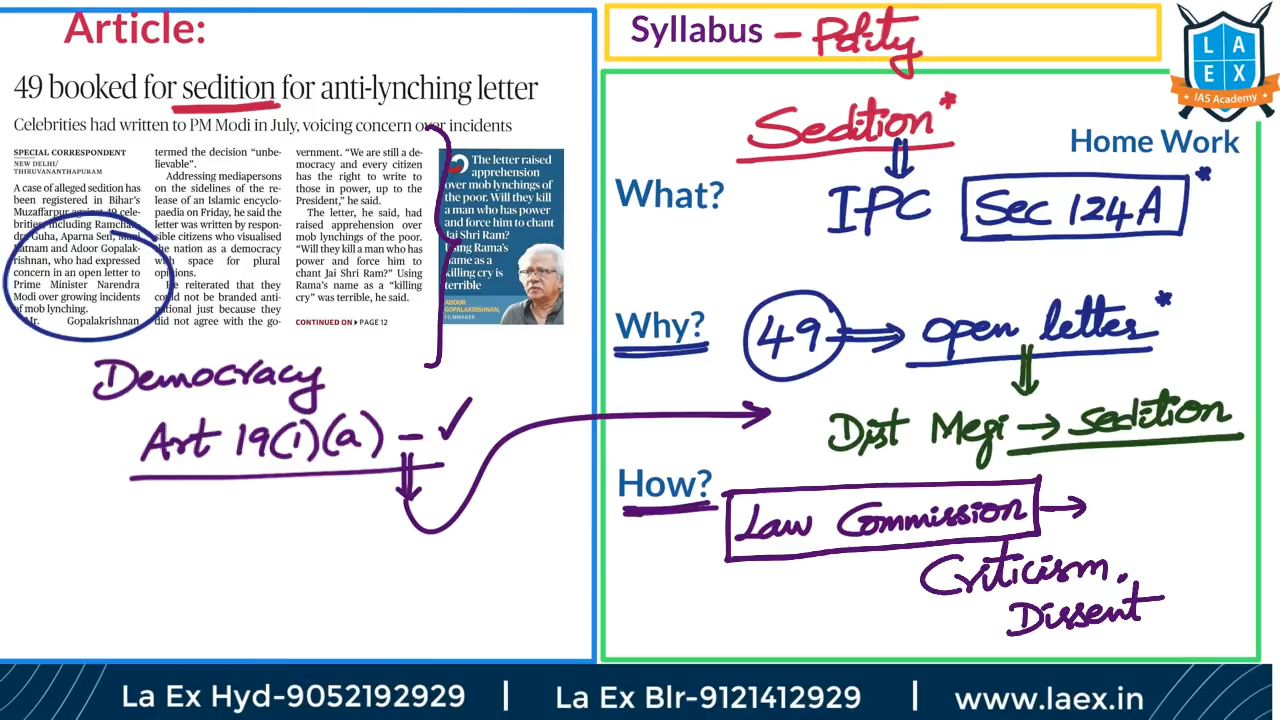 Article:
49 booked for sedition for anti-lynching letter
Celebrities had written to PM Modi in July, voicing concern over incidents
SPECIAL CORRESPONDENT
NEW DELHI/
THIRUVANANTHAPURAM
A case of alleged sedition has
been registered in Bihar's
Muzaffarpur against 49 cele-
brities including Ramchan-
dra Guha, Aparna Sen, Mani
Ratnam and Adoor Gopalak-
rishnan, who had expressed
concern in an open letter to
Prime Minister Narendra
Modi over growing incidents
of mob lynching.
Mr. Gopalakrishnan
termed the decision "unbe-
lievable".
Addressing mediapersons
on the sidelines of the re-
lease of an Islamic encyclo-
paedia on Friday, he said the
letter was written by respon-
sible citizens who visualised
the nation as a democracy
with space for plural
opinions.
He reiterated that they
could not be branded anti-
national just because they
did not agree with the go-
vernment. "We are still a de-
mocracy and every citizen
has the right to write to
those in power, up to the
President," he said.
The letter, he said, had
raised apprehension over
mob lynchings of the poor.
"Will they kill a man who has
power and force him to
chant Jai Shri Ram?" Using
Rama's name as a "killing
cry" was terrible, he said.
CONTINUED ON ▶ PAGE 12
The letter raised
apprehension
over mob lynchings of
the poor. Will they kill
a man who has power
and force him to chant
Jai Shri Ram?
Using Rama's
name as a
killing cry is
terrible
ADOOR
GOPALAKRISHNAN,
FILMMAKER
Democracy
Art 19(1)(a) - ✓
Syllabus - Polity
LAEX
IAS Academy
Sedition*
Home Work
What?
IPC Sec 124A*
Why?
49 ⇒ open letter*
Dist Megi → sedition
How?
Law Commission →
Criticism.
Dissent
La Ex Hyd-9052192929 | La Ex Blr-9121412929 | www.laex.in